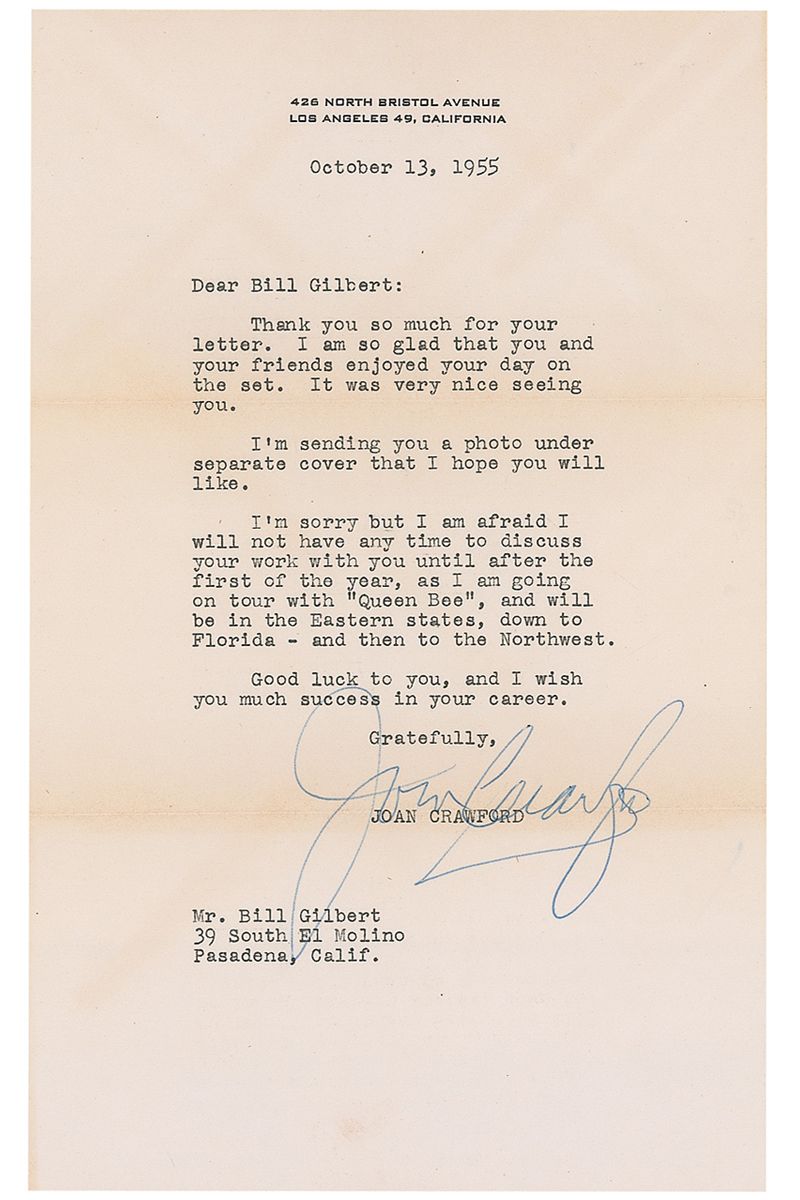 426 NORTH BRISTOL AVENUE
LOS ANGELES 49, CALIFORNIA
October 13, 1955
Dear Bill Gilbert:
Thank you so much for your
letter. I am so glad that you and
your friends enjoyed your day on
the set. It was very nice seeing
you.
I'm sending you a photo under
separate cover that I hope you will
like.
I'm sorry but I am afraid I
will not have any time to discuss
your work with you until after the
first of the year, as I am going
on tour with "Queen Bee", and will
be in the Eastern states, down to
Florida - and then to the Northwest.
Good luck to you, and I wish
you much success in your career.
Gratefully,
Joan Crawford
JOAN CRAWFORD
Mr. Bill Gilbert
39 South El Molino
Pasadena, Calif.